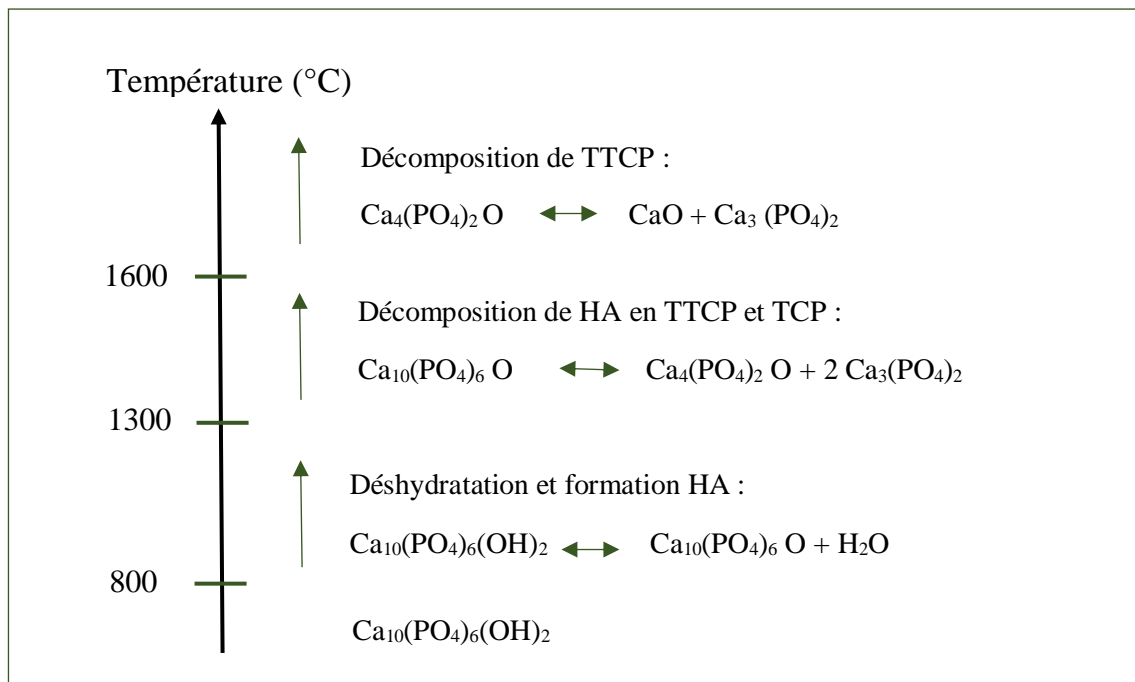 Température (°C)
Décomposition de TTCP :
Ca₄(PO₄)₂ O ↔ CaO + Ca₃ (PO₄)₂
1600
Décomposition de HA en TTCP et TCP :
Ca₁₀(PO₄)₆ O ↔ Ca₄(PO₄)₂ O + 2 Ca₃(PO₄)₂
1300
Déshydratation et formation HA :
Ca₁₀(PO₄)₆(OH)₂ ↔ Ca₁₀(PO₄)₆ O + H₂O
800
Ca₁₀(PO₄)₆(OH)₂